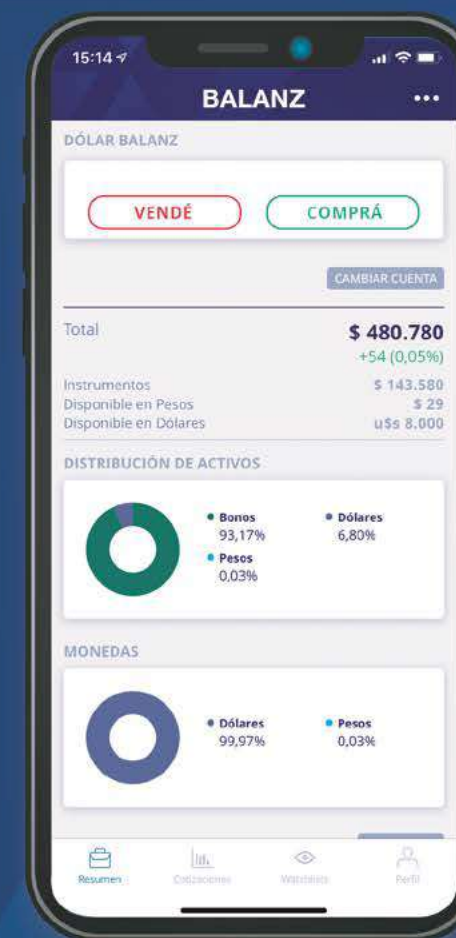 15:14
BALANZ
DÓLAR BALANZ
VENDÉ
COMPRÁ
CAMBIAR CUENTA
Total
$ 480.780
+54 (0,05%)
Instrumentos
$ 143.580
Disponible en Pesos
$ 29
Disponible en Dólares
u$s 8.000
DISTRIBUCIÓN DE ACTIVOS
Bonos
93,17%
Dólares
6,80%
Pesos
0,03%
MONEDAS
Dólares
99,97%
Pesos
0,03%
Resumen
Cotizaciones
Watchlists
Perfil